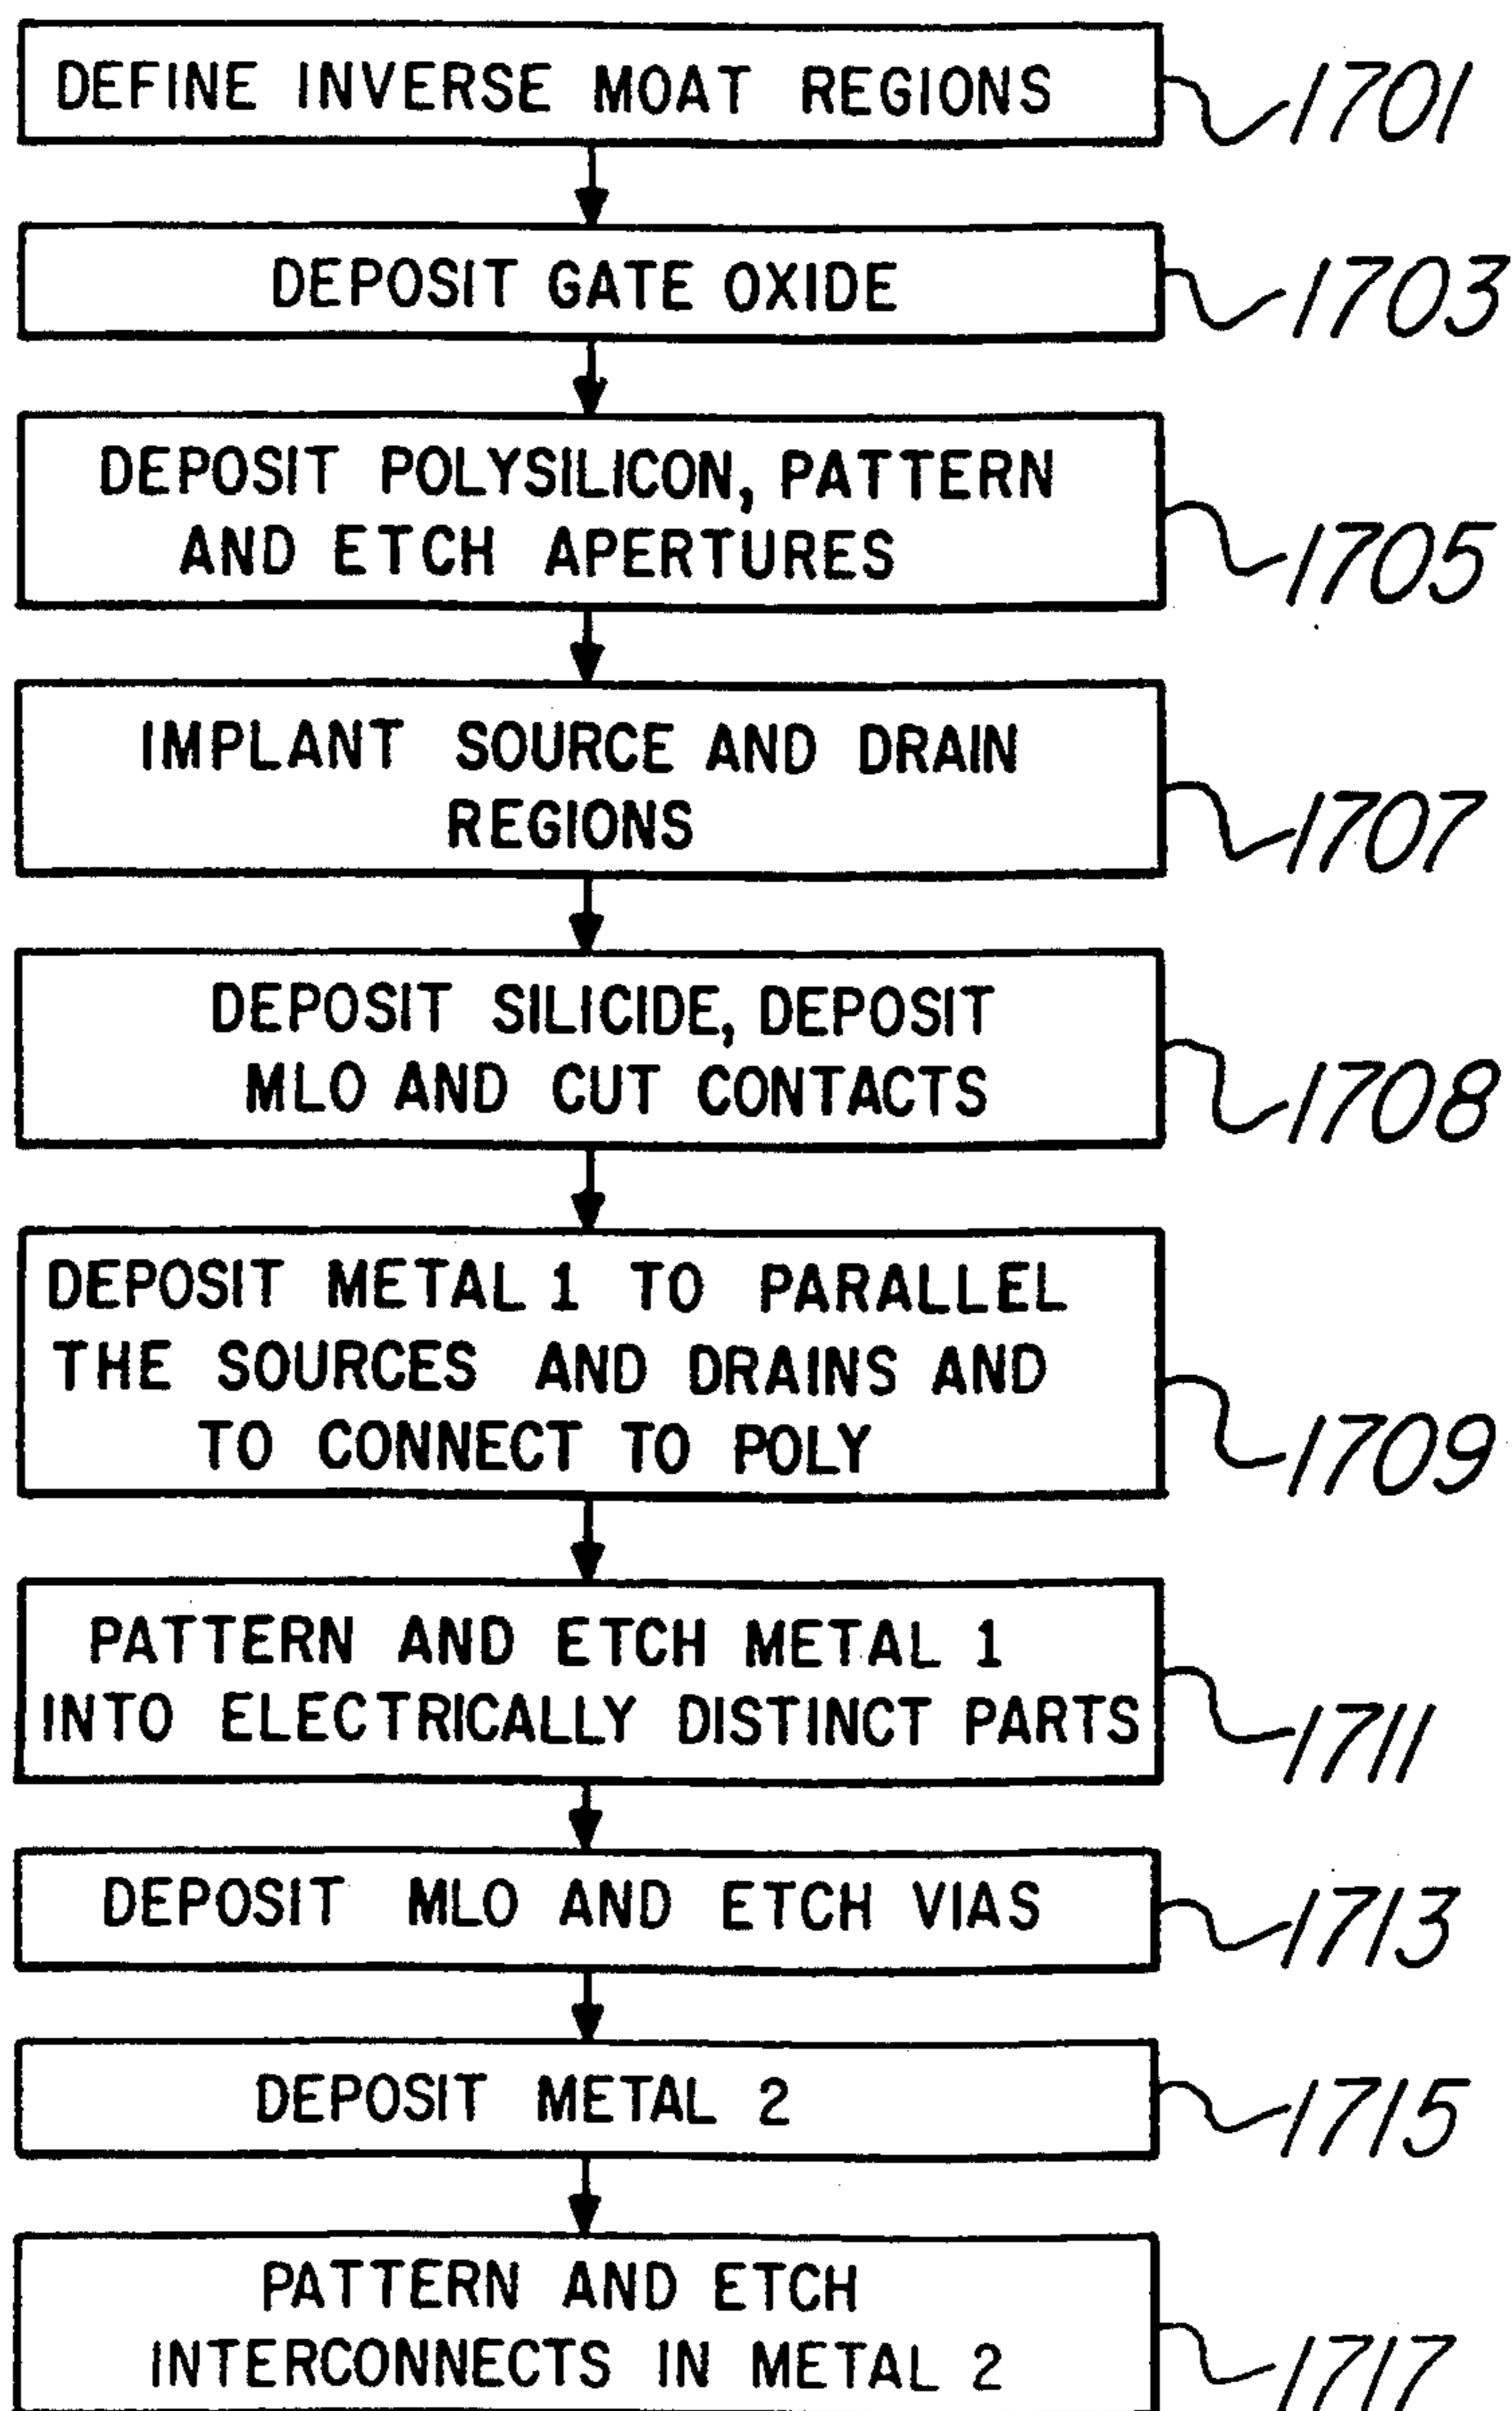 DEFINE INVERSE MOAT REGIONS
1701
DEPOSIT GATE OXIDE
1703
DEPOSIT POLYSILICON, PATTERN
AND ETCH APERTURES
1705
IMPLANT SOURCE AND DRAIN
REGIONS
1707
DEPOSIT SILICIDE, DEPOSIT
MLO AND CUT CONTACTS
1708
DEPOSIT METAL 1 TO PARALLEL
THE SOURCES AND DRAINS AND
TO CONNECT TO POLY
1709
PATTERN AND ETCH METAL 1
INTO ELECTRICALLY DISTINCT PARTS
1711
DEPOSIT MLO AND ETCH VIAS
1713
DEPOSIT METAL 2
1715
PATTERN AND ETCH
INTERCONNECTS IN METAL 2
1717